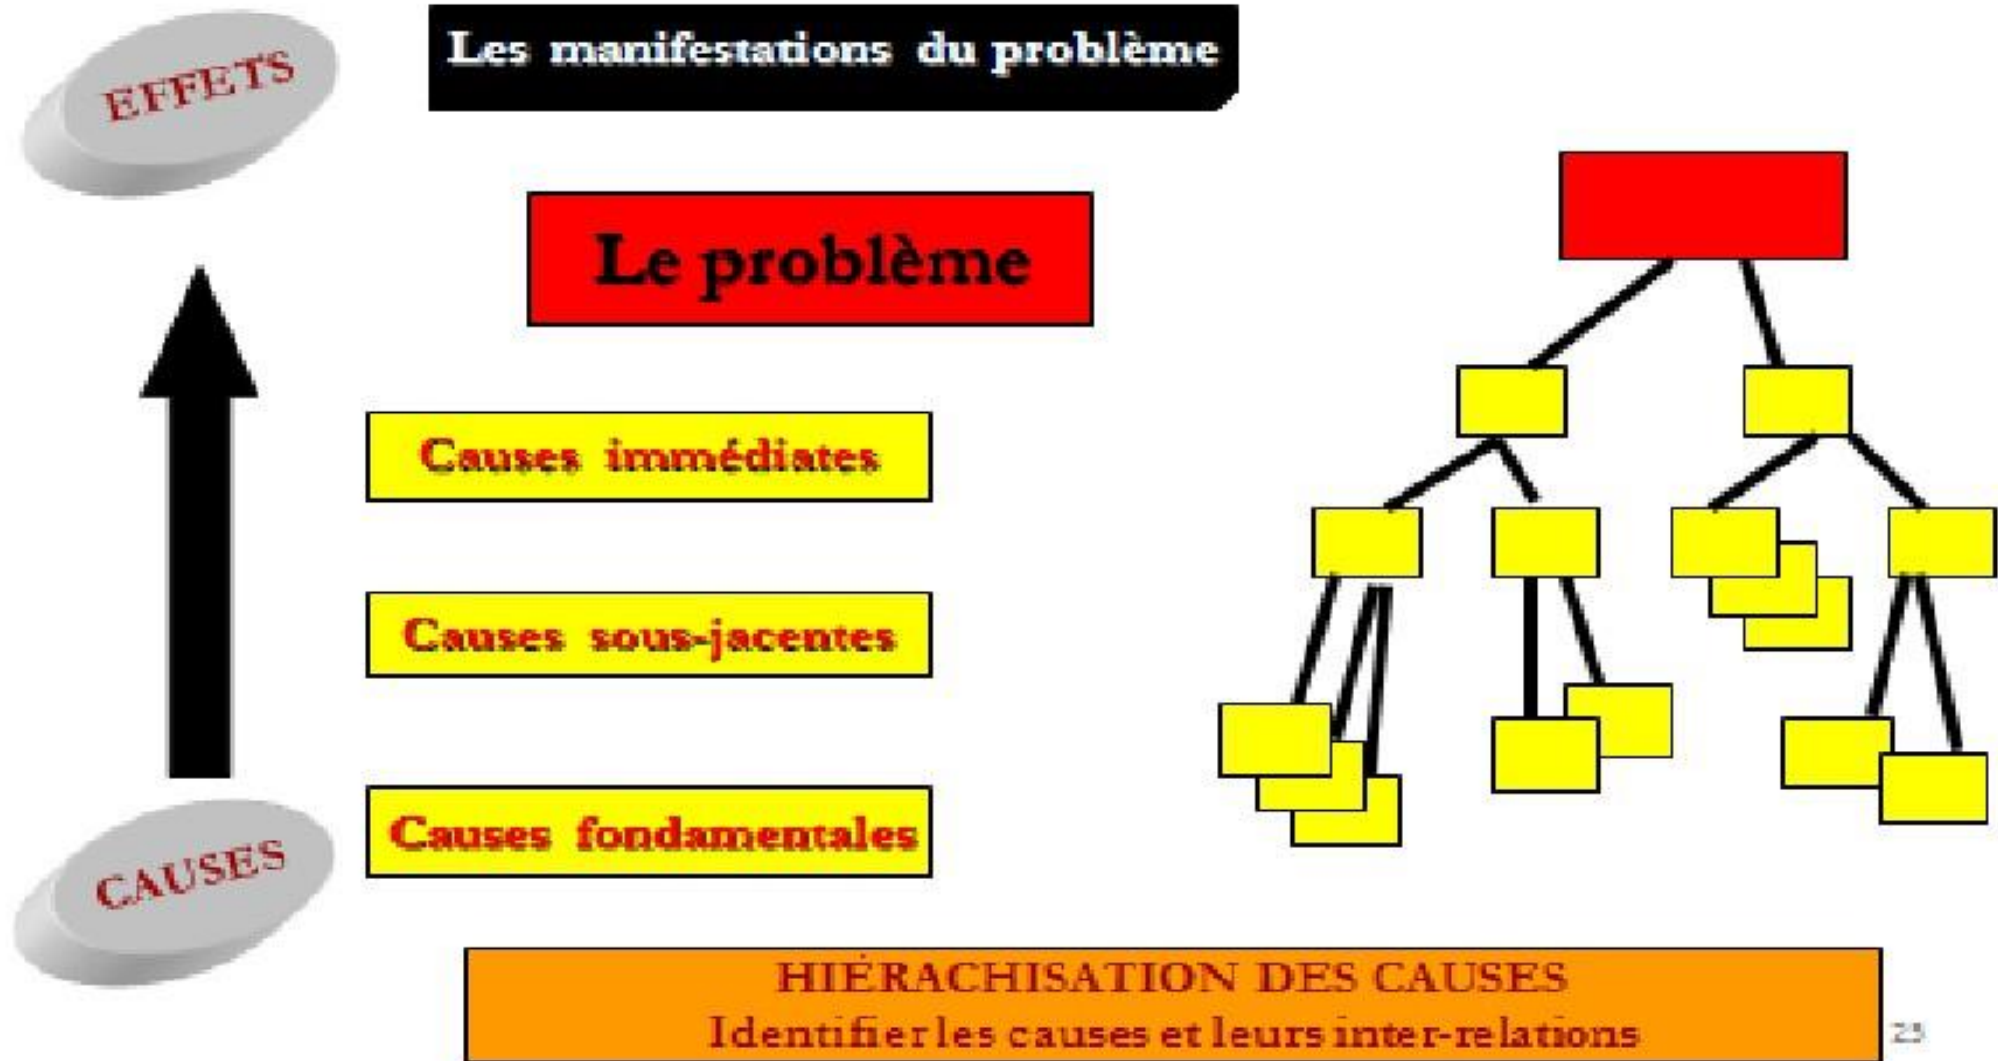 EFFETS
Les manifestations du problème
Le problème
Causes immédiates
Causes sous-jacentes
Causes fondamentales
CAUSES
HIÉRACHISATION DES CAUSES
Identifier les causes et leurs inter-relations